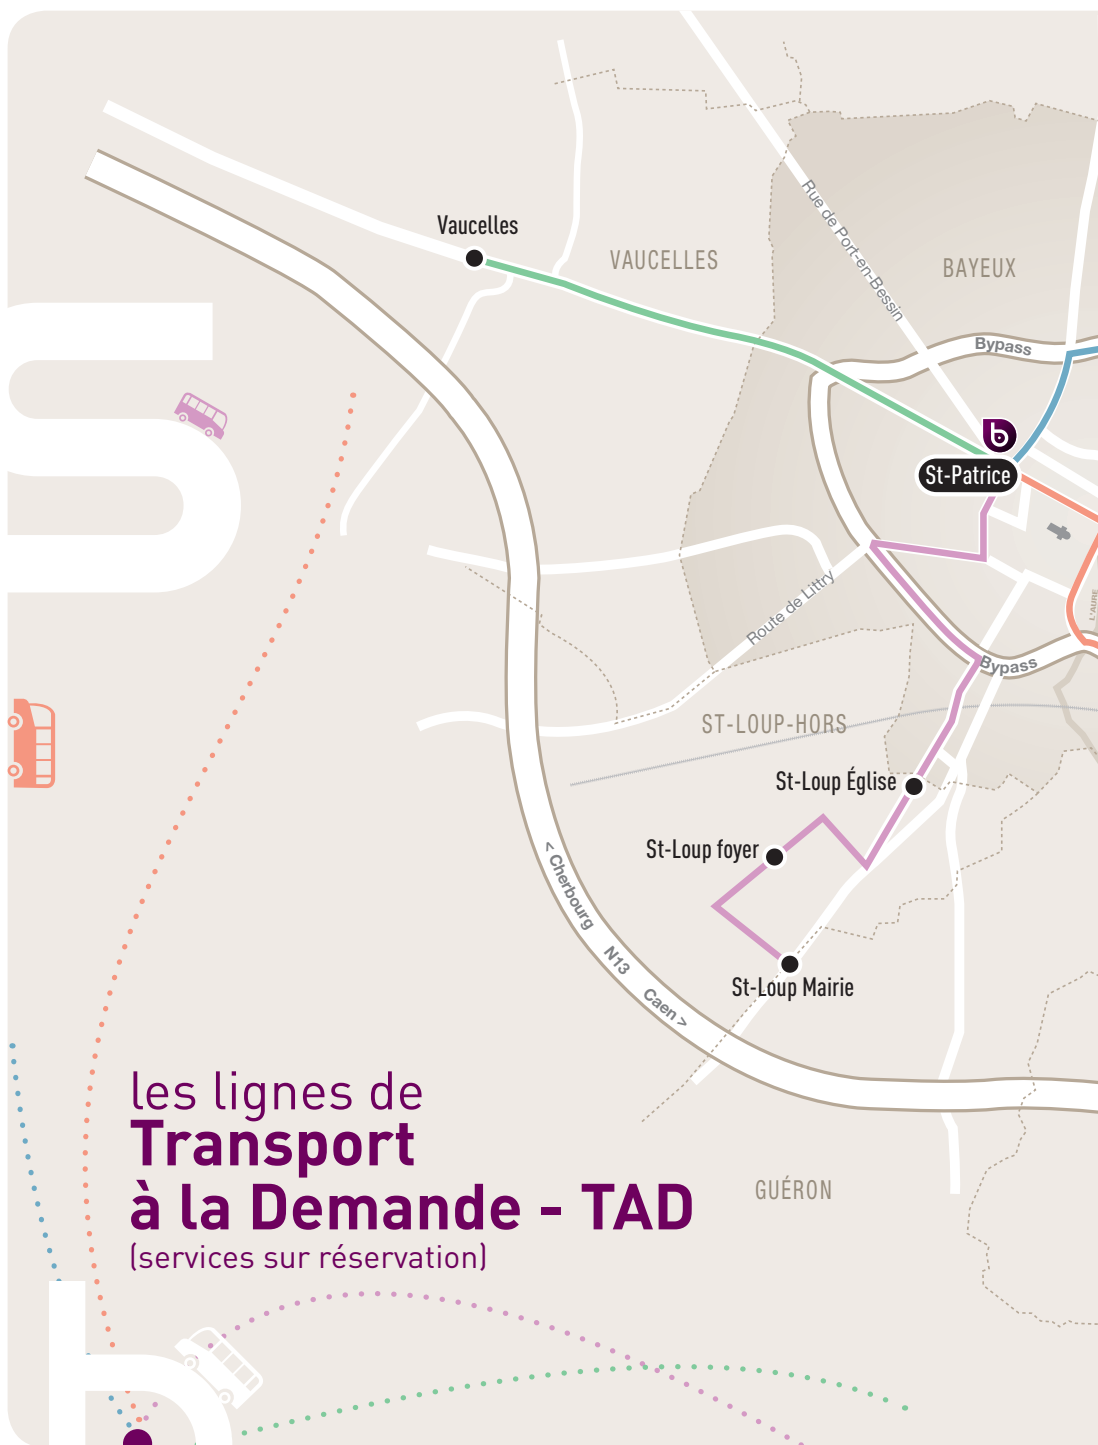 Vaucelles
VAUCELLES
BAYEUX
Rue de Port-en-Bessin
Bypass
b
St-Patrice
L'AURE
Route de Littry
Bypass
ST-LOUP-HORS
St-Loup Église
St-Loup foyer
< Cherbourg N13 Caen >
St-Loup Mairie
les lignes de
Transport
à la Demande - TAD
(services sur réservation)
GUÉRON
s
b